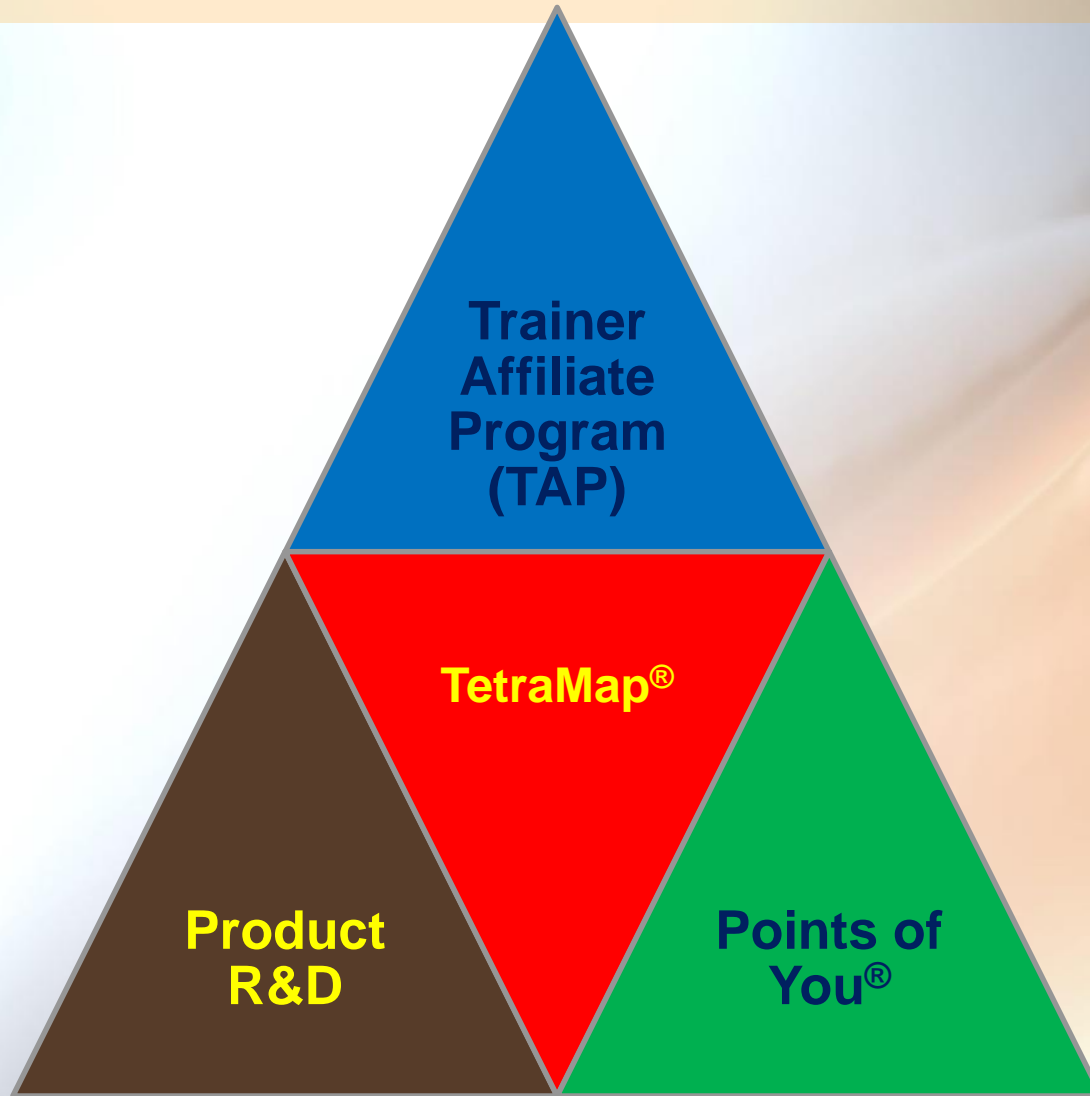 Trainer
Affiliate
Program
(TAP)
TetraMap®
Product
R&D
Points of
You®